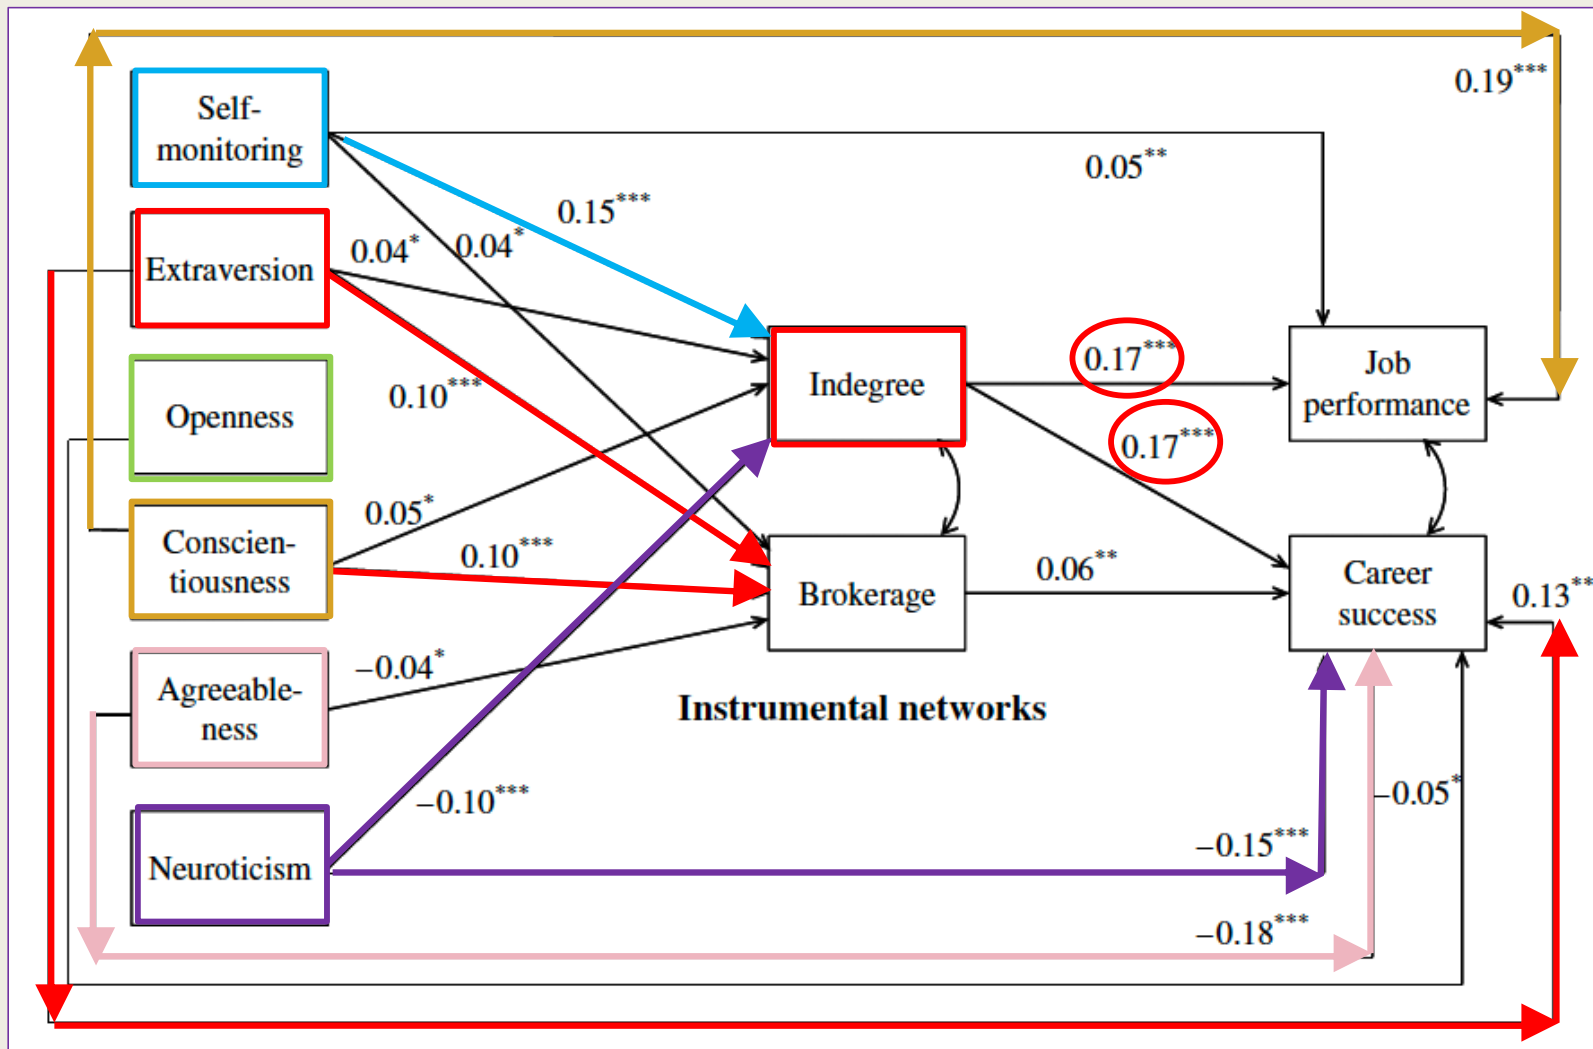 0.19***
Self-
monitoring
0.05**
0.15***
Extraversion
0.04*
0.04*
Indegree
0.17***
Job
performance
0.10***
Openness
0.17***
0.05*
Conscien-
tiousness
0.10***
Brokerage
0.06**
Career
success
0.13**
Agreeable-
ness
−0.04*
Instrumental networks
−0.10***
−0.05*
Neuroticism
−0.15***
−0.18***